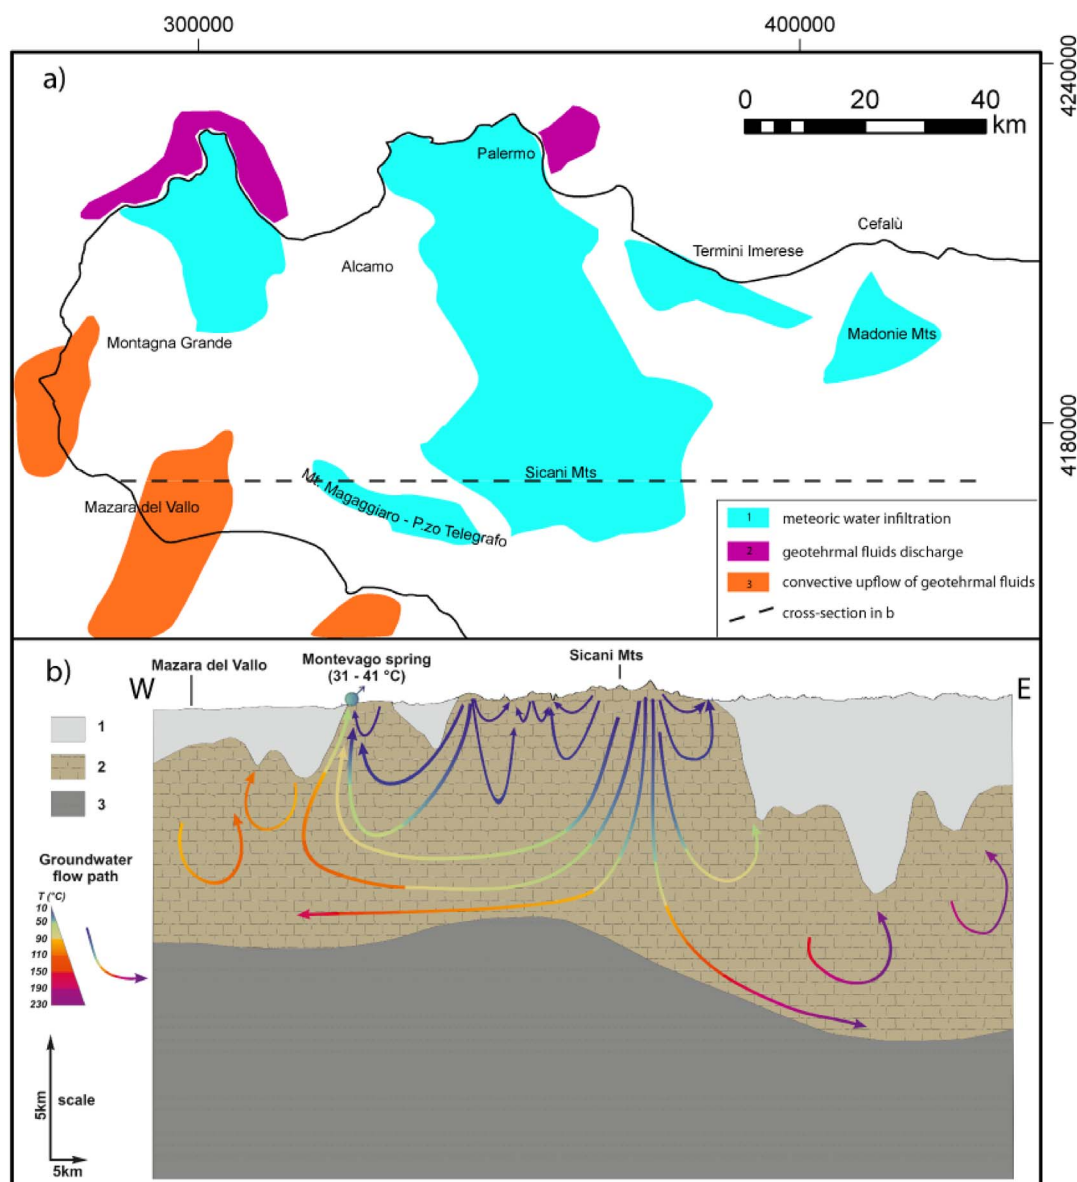 300000
400000
a)
4240000
0 20 40
km
Palermo
Cefalù
Termini Imerese
Alcamo
Madonie Mts
Montagna Grande
4180000
Sicani Mts
Mt. Magaggiaro - P.zo Telegrafo
Mazara del Vallo
1 meteoric water infiltration
2 geotehrmal fluids discharge
3 convective upflow of geotehrmal fluids
cross-section in b
b)
Mazara del Vallo
Montevago spring
(31 - 41 °C)
Sicani Mts
W
E
1
2
3
Groundwater
flow path
T (°C)
10
50
90
110
150
190
230
5km
scale
5km